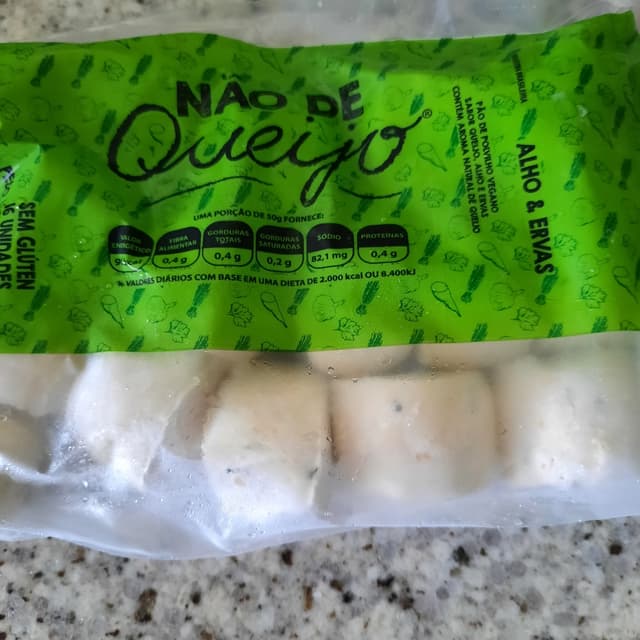 NÃO DE
Queijo®
UMA PORÇÃO DE 50g FORNECE:
VALOR ENERGÉTICO
FIBRA ALIMENTAR
0,4 g
GORDURAS TOTAIS
0,4 g
GORDURAS SATURADAS
0,2 g
SÓDIO
82,1 mg
PROTEÍNAS
0,4 g
% VALORES DIÁRIOS COM BASE EM UMA DIETA DE 2.000 kcal OU 8.400kJ
PÃO DE POLVILHO VEGANO
SABOR QUEIJO, ALHO E ERVAS
CONTÉM AROMA NATURAL DE QUEIJO
ALHO & ERVAS
SEM GLÚTEN
UNIDADES